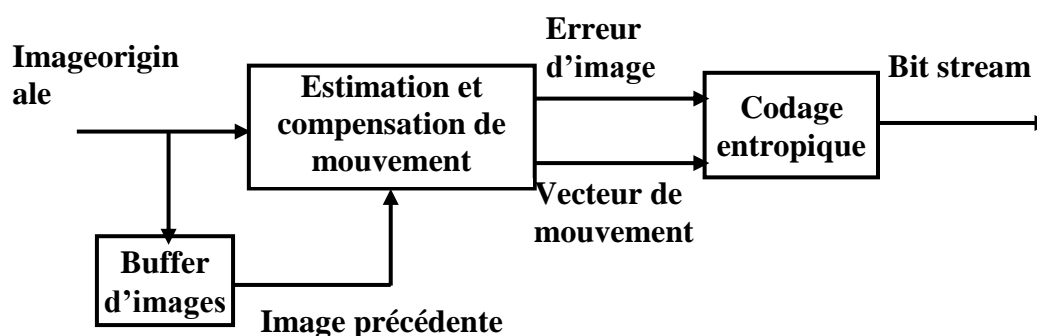 Imageorigin
ale
Estimation et
compensation de
mouvement
Erreur
d’image
Vecteur de
mouvement
Codage
entropique
Bit stream
Buffer
d’images
Image précédente